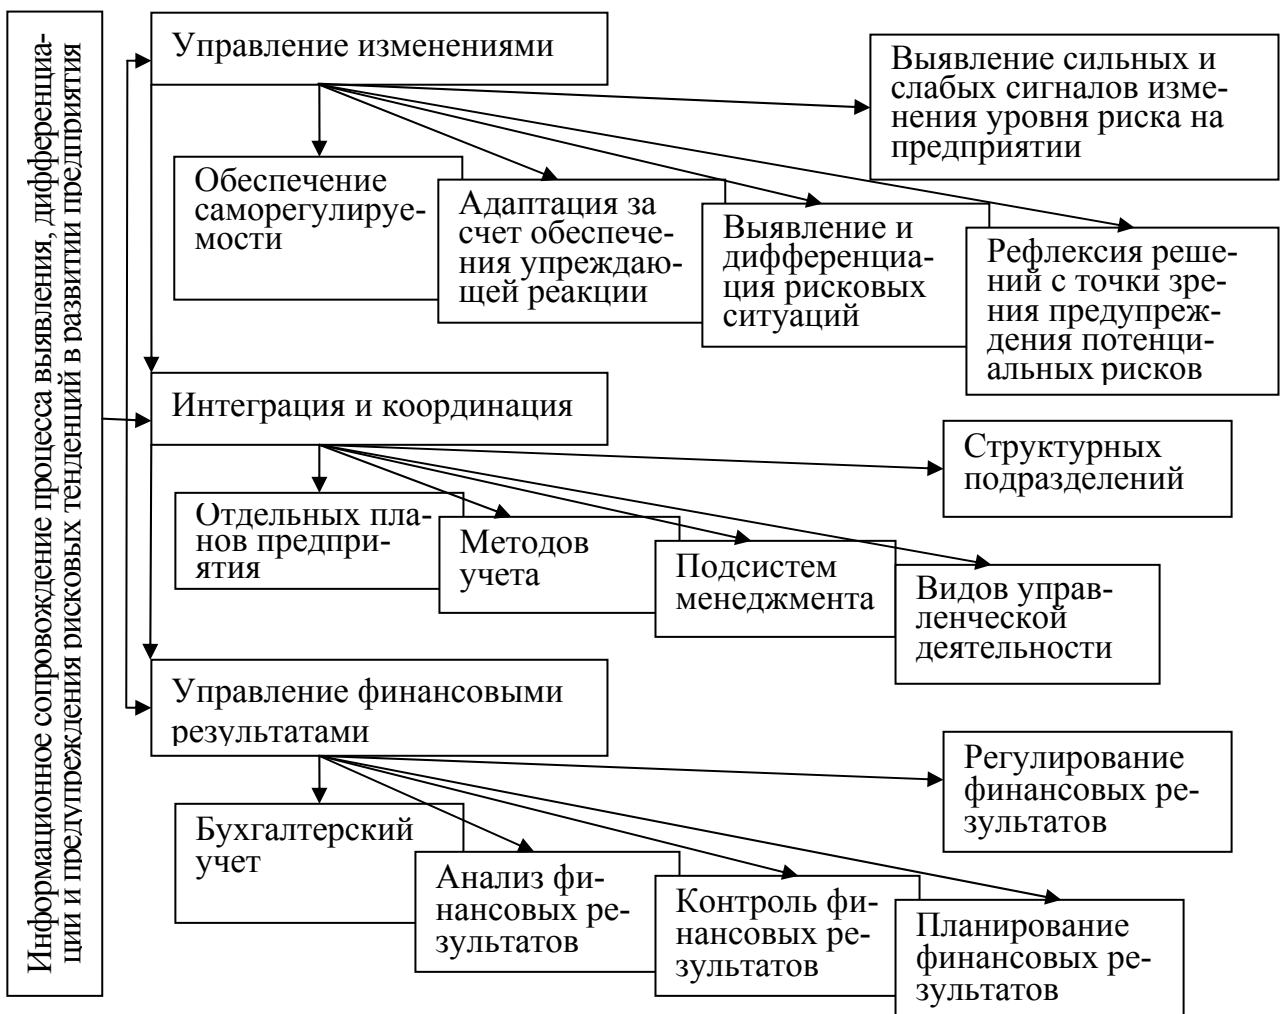 Информационное сопровождение процесса выявления, дифференциа-
ции и предупреждения рисковых тенденций в развитии предприятия
Управление изменениями
Выявление сильных и
слабых сигналов изме-
нения уровня риска на
предприятии
Обеспечение
саморегулируе-
мости
Адаптация за
счет обеспече-
ния упреждаю-
щей реакции
Выявление и
дифференциа-
ция рисковых
ситуаций
Рефлексия реше-
ний с точки зре-
ния предупреж-
дения потенци-
альных рисков
Интеграция и координация
Структурных
подразделений
Отдельных пла-
нов предпри-
ятия
Методов
учета
Подсистем
менеджмента
Видов управ-
ленческой
деятельности
Управление финансовыми
результатами
Регулирование
финансовых ре-
зультатов
Бухгалтерский
учет
Анализ фи-
нансовых ре-
зультатов
Контроль фи-
нансовых ре-
зультатов
Планирование
финансовых ре-
зультатов